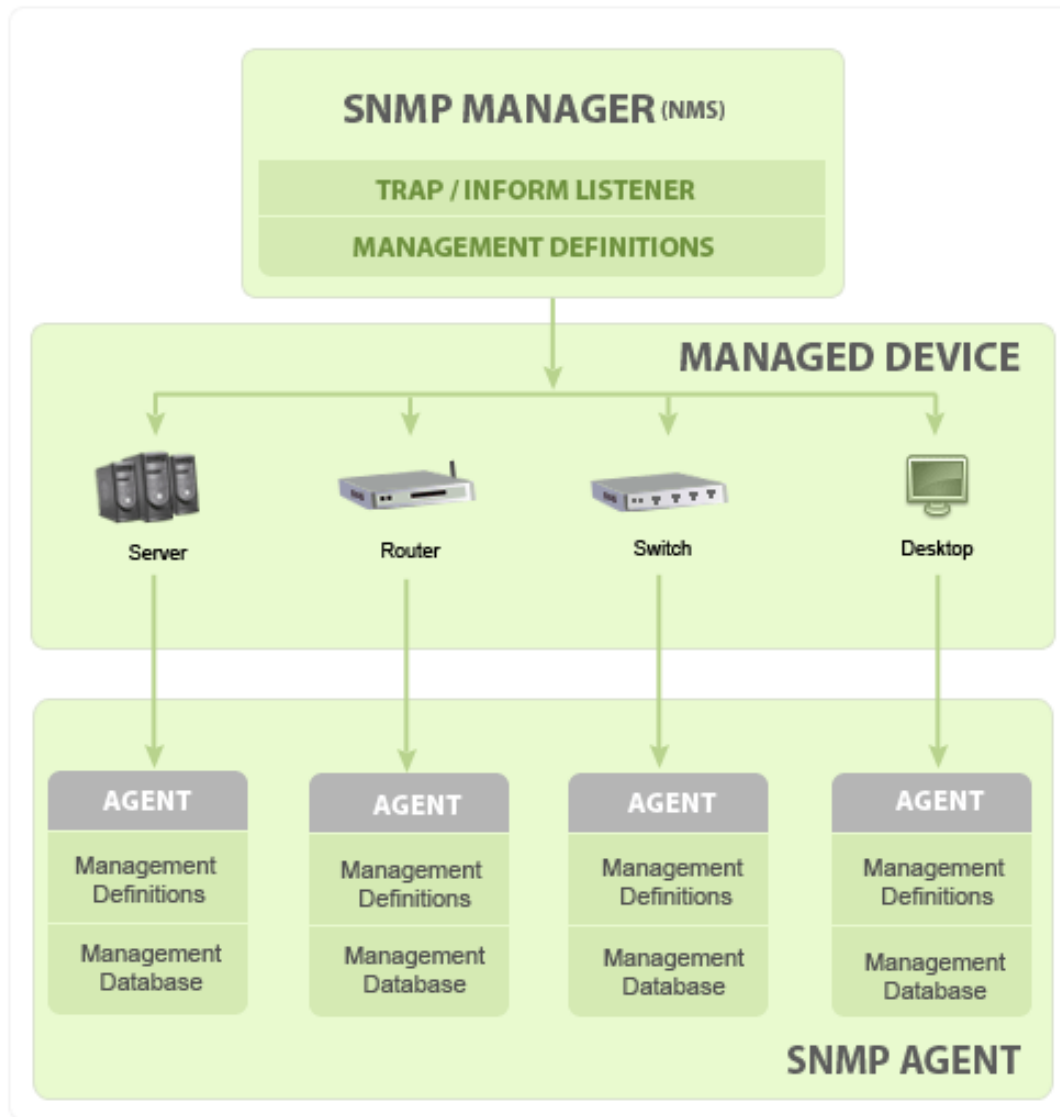 SNMP MANAGER (NMS)
TRAP / INFORM LISTENER
MANAGEMENT DEFINITIONS
MANAGED DEVICE
Server
Router
Switch
Desktop
AGENT
Management
Definitions
Management
Database
AGENT
Management
Definitions
Management
Database
AGENT
Management
Definitions
Management
Database
AGENT
Management
Definitions
Management
Database
SNMP AGENT